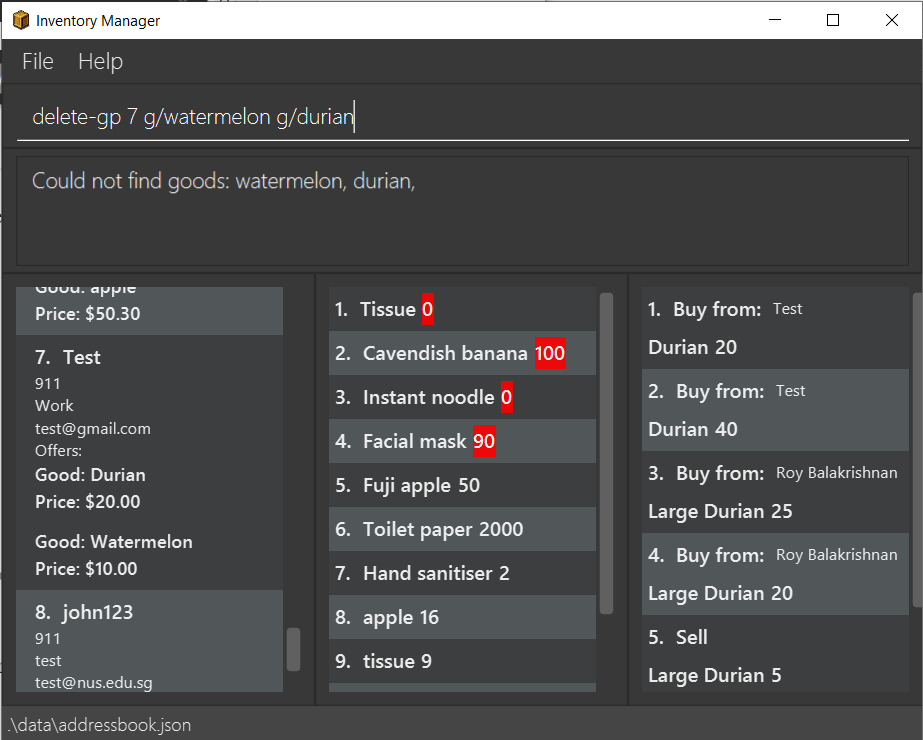 Inventory Manager
File Help
delete-gp 7 g/watermelon g/durian
Could not find goods: watermelon, durian,
Good: apple
Price: $50.30
7. Test
911
Work
test@gmail.com
Offers:
Good: Durian
Price: $20.00
Good: Watermelon
Price: $10.00
8. john123
911
test
test@nus.edu.sg
1. Tissue 0
2. Cavendish banana 100
3. Instant noodle 0
4. Facial mask 90
5. Fuji apple 50
6. Toilet paper 2000
7. Hand sanitiser 2
8. apple 16
9. tissue 9
1. Buy from: Test
Durian 20
2. Buy from: Test
Durian 40
3. Buy from: Roy Balakrishnan
Large Durian 25
4. Buy from: Roy Balakrishnan
Large Durian 20
5. Sell
Large Durian 5
.\data\addressbook.json